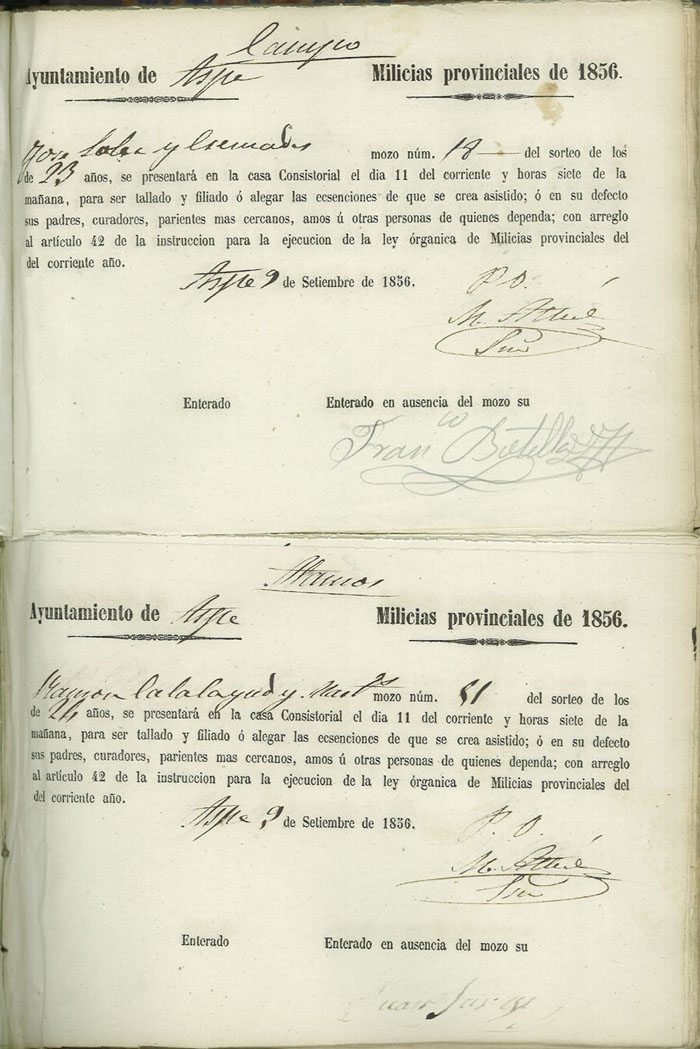 Ayuntamiento de Aspe Milicias provinciales de 1856.
Jose Soler y mozo núm. 18 del sorteo de los
de 23 años, se presentará en la casa Consistorial el dia 11 del corriente y horas siete de la
mañana, para ser tallado y filiado ó alegar las ecsenciones de que se crea asistido; ó en su defecto
sus padres, curadores, parientes mas cercanos, amos ú otras personas de quienes dependa; con arreglo
al artículo 42 de la instruccion para la ejecucion de la ley órganica de Milicias provinciales del
del corriente año.
Aspe 9 de Setiembre de 1856.
P. O.
Enterado Enterado en ausencia del mozo su
Franco Botella
Ayuntamiento de Aspe Milicias provinciales de 1856.
Ramon Calalayud y mozo núm. 51 del sorteo de los
de 24 años, se presentará en la casa Consistorial el dia 11 del corriente y horas siete de la
mañana, para ser tallado y filiado ó alegar las ecsenciones de que se crea asistido; ó en su defecto
sus padres, curadores, parientes mas cercanos, amos ú otras personas de quienes dependa; con arreglo
al artículo 42 de la instruccion para la ejecucion de la ley órganica de Milicias provinciales del
del corriente año.
Aspe 9 de Setiembre de 1856.
P. O.
Enterado Enterado en ausencia del mozo su